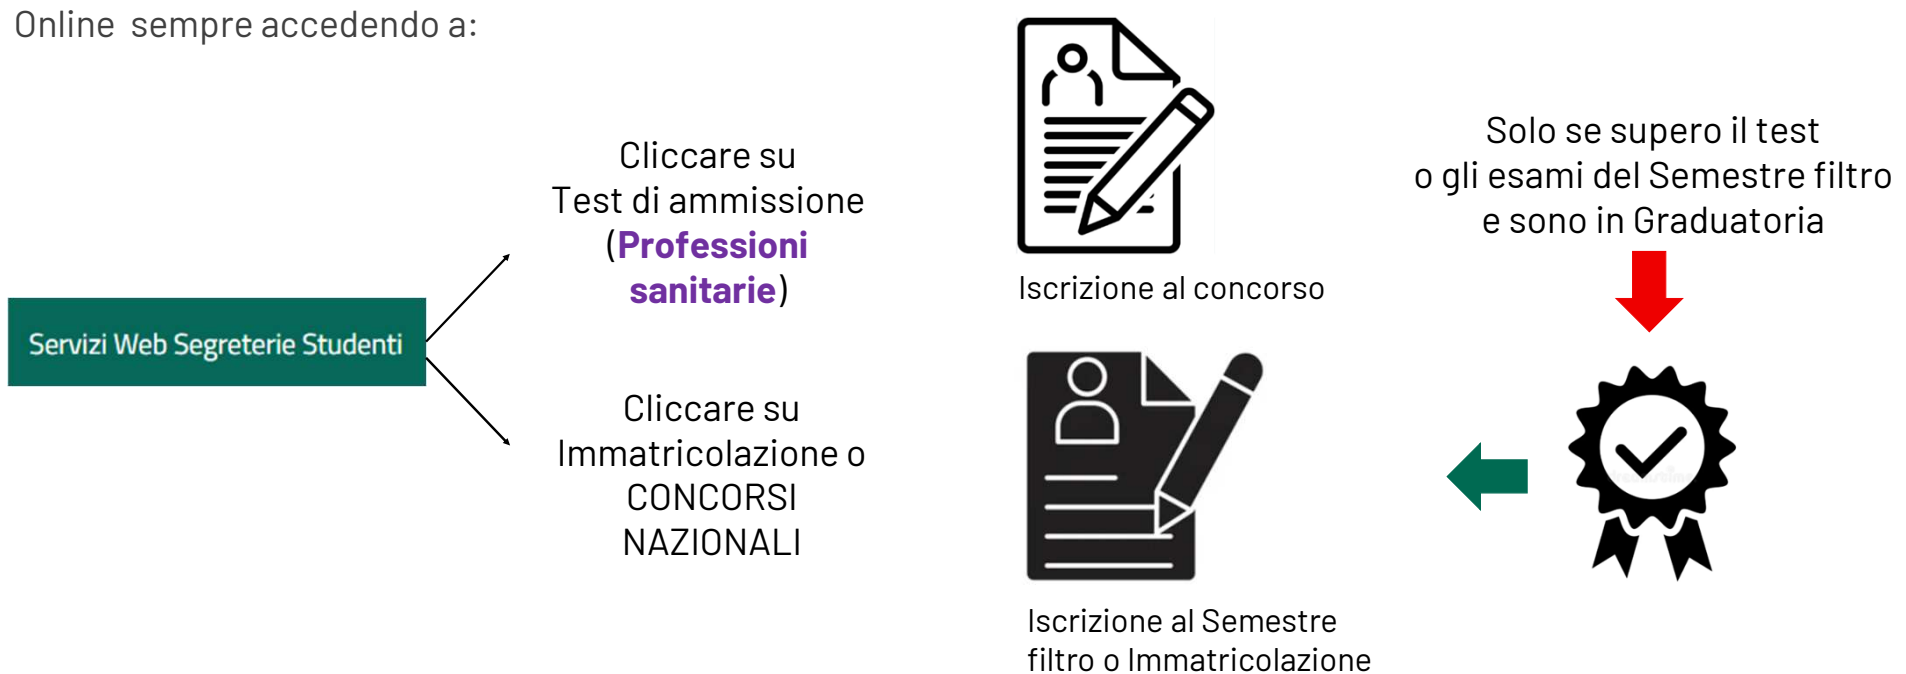 Online sempre accedendo a:
Cliccare su
Test di ammissione
(Professioni
sanitarie)
Servizi Web Segreterie Studenti
Cliccare su
Immatricolazione o
CONCORSI
NAZIONALI
Iscrizione al concorso
Iscrizione al Semestre
filtro o Immatricolazione
Solo se supero il test
o gli esami del Semestre filtro
e sono in Graduatoria